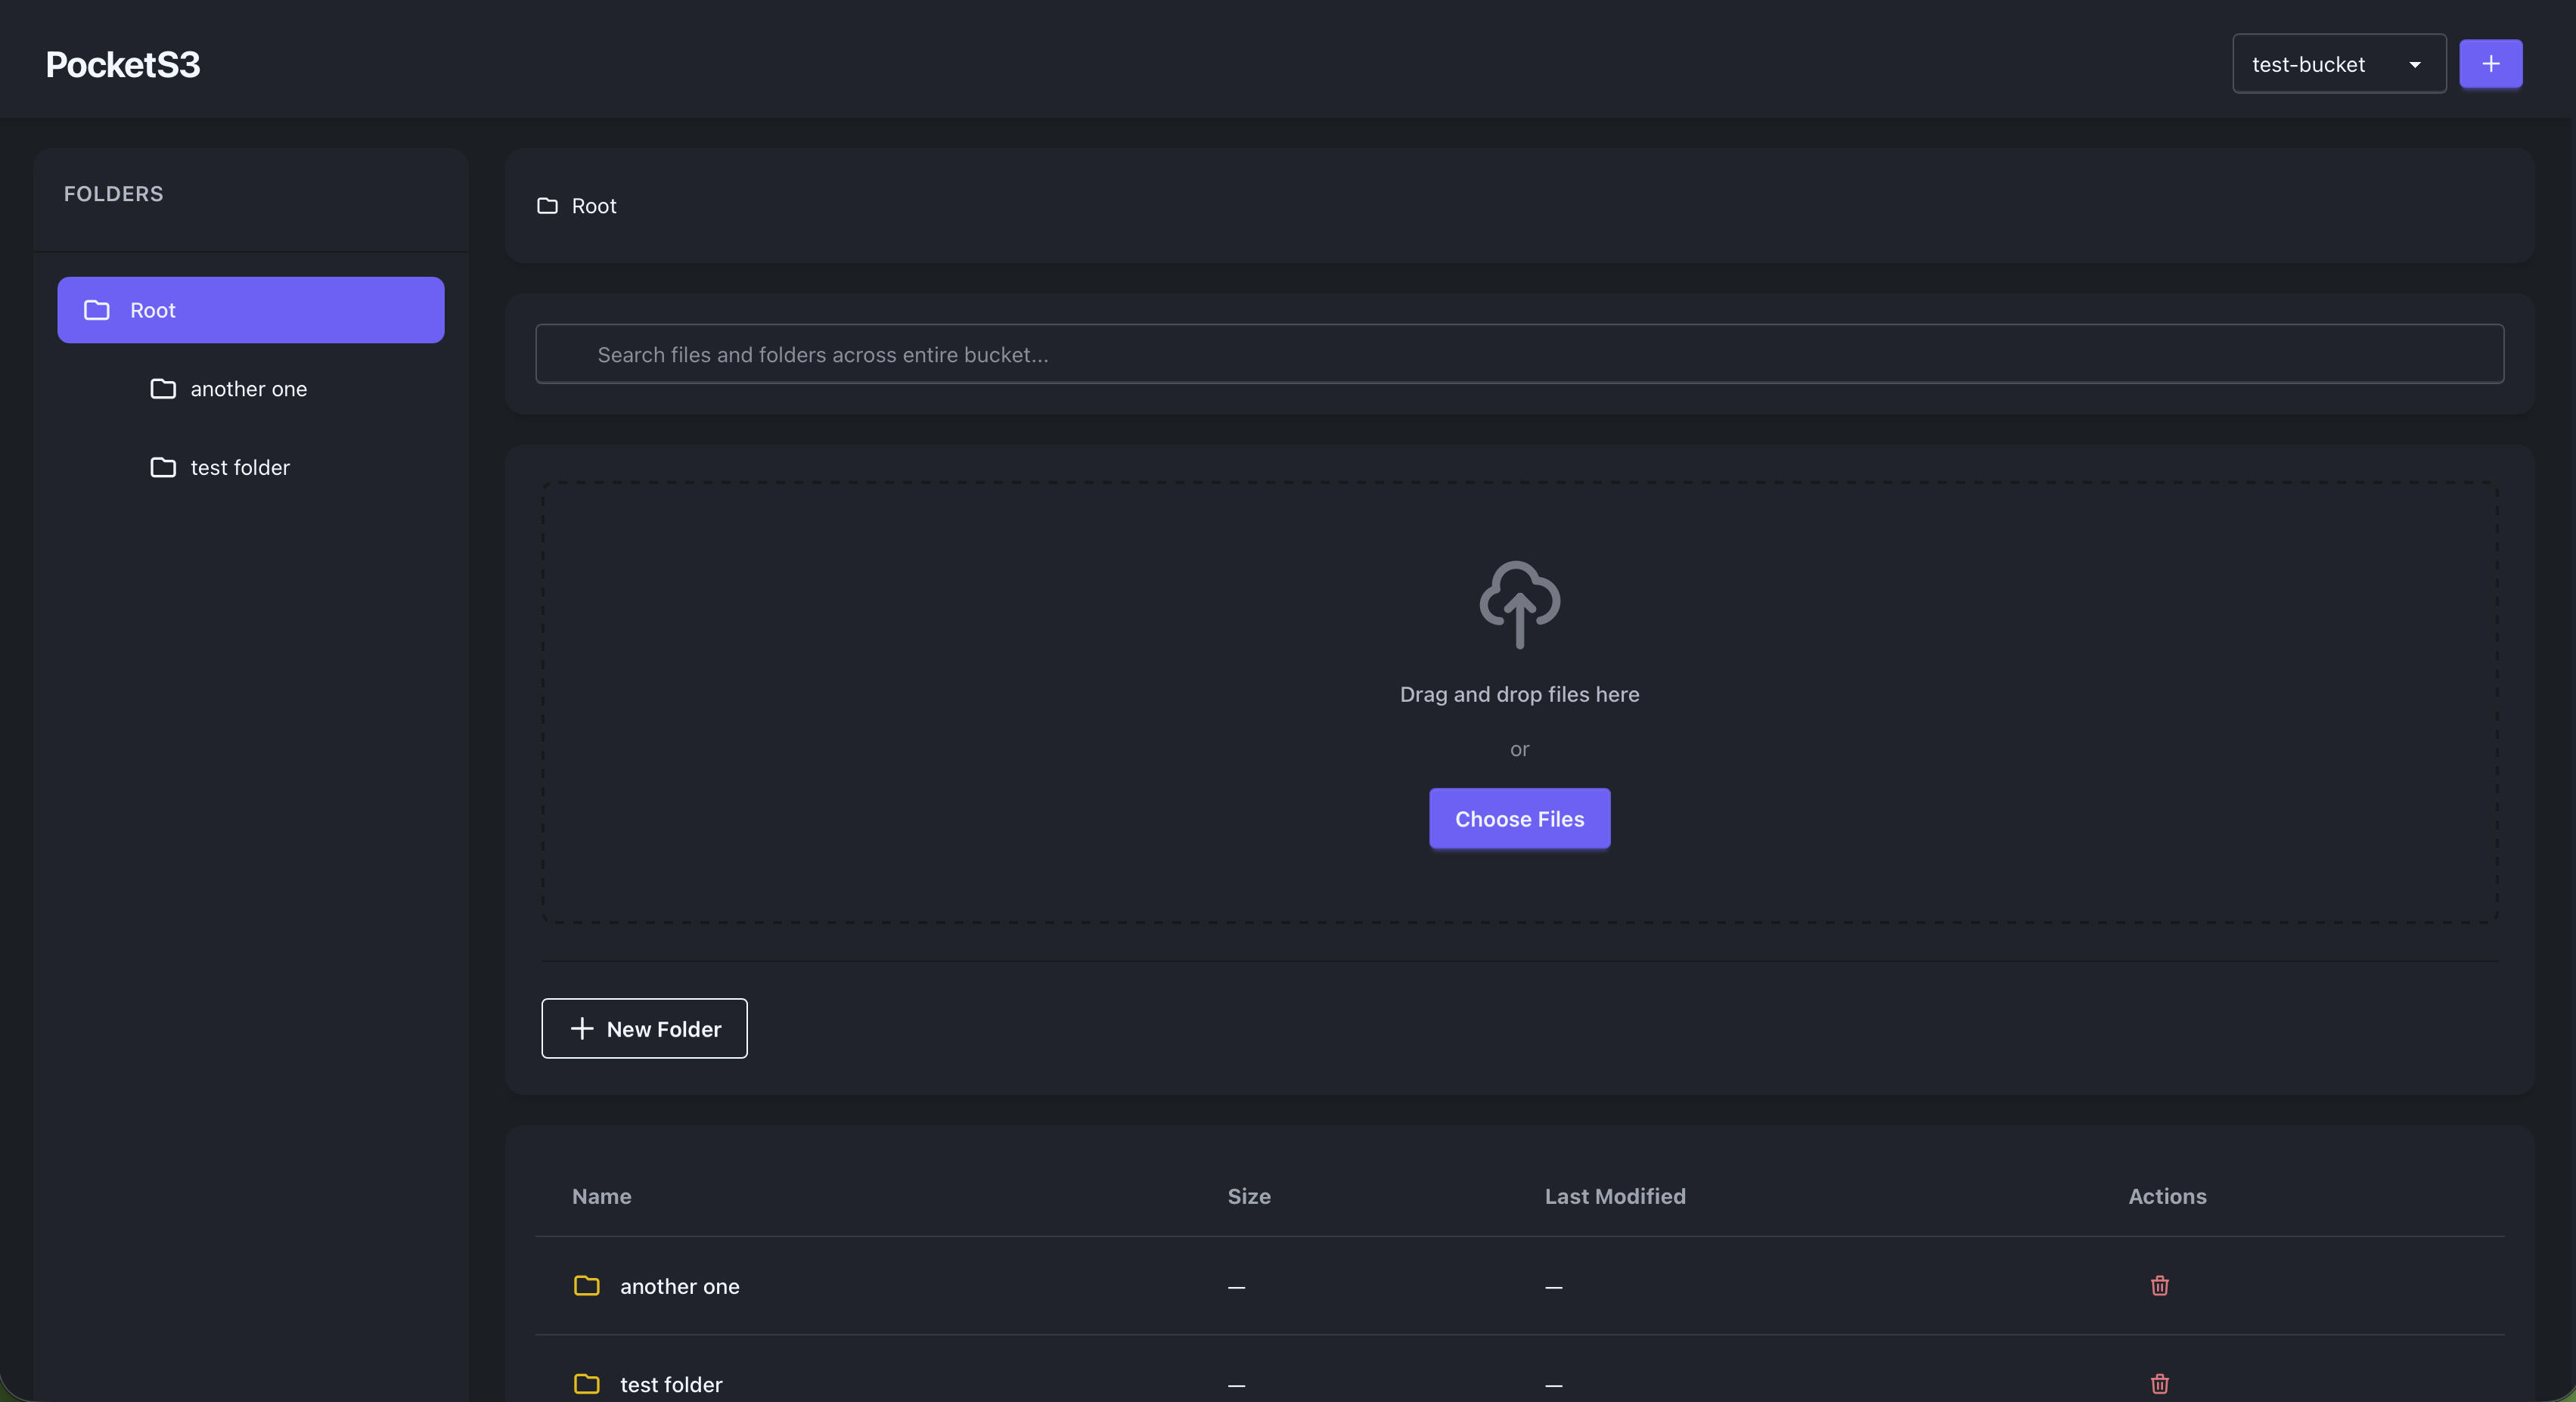 PocketS3
test-bucket
FOLDERS
Root
another one
test folder
Root
Search files and folders across entire bucket...
Drag and drop files here
or
Choose Files
New Folder
Name Size Last Modified Actions
another one — —
test folder — —